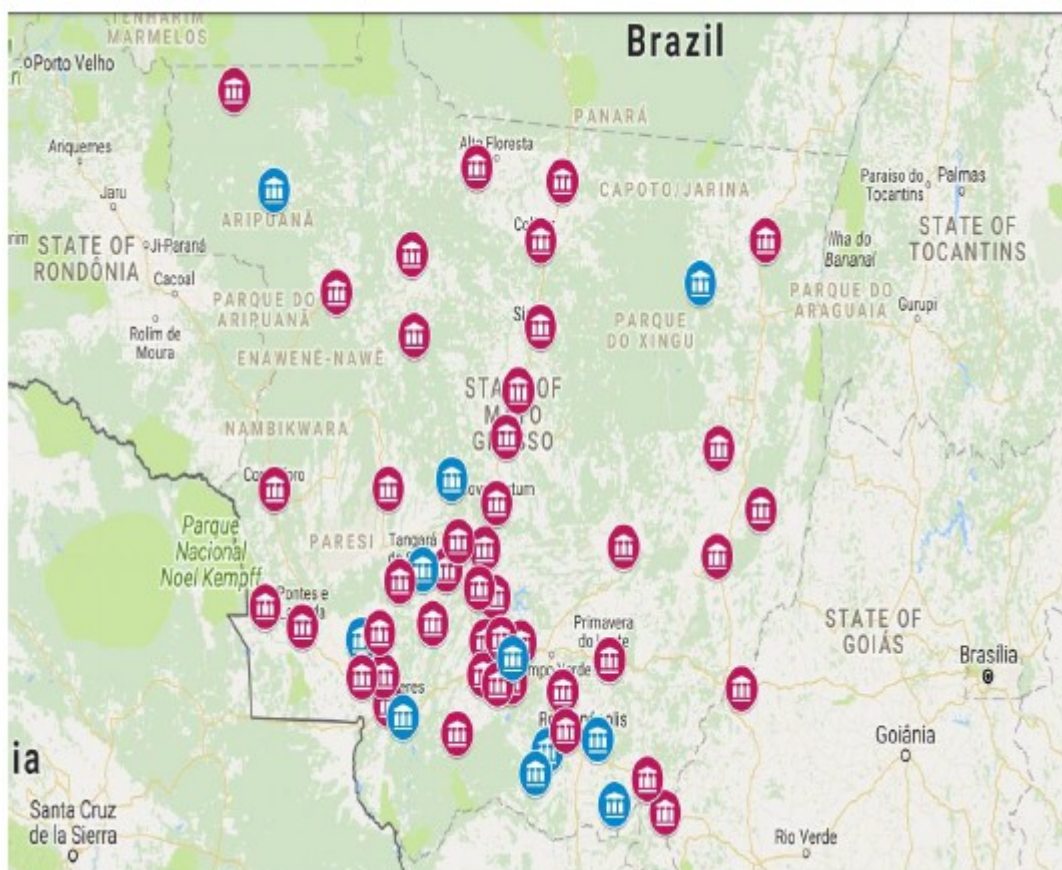 TENHARIM
MARMELOS
Brazil
Porto Velho
PANARÁ
Ariquemes
Alta Floresta
CAPOTO/JARINA
Paraiso do
Tocantins
Palmas
Jaru
ARIPUANÃ
STATE OF
TOCANTINS
STATE OF
RONDÔNIA
Ji-Paraná
Ilha do
Bananal
Cacoal
PARQUE DO
ARIPUANÃ
PARQUE DO
ARAGUAIA
Gurupi
Rolim de
Moura
PARQUE
DO XINGU
ENAWENÊ-NAWÊ
NAMBIKWARA
Parque
Nacional
Noel Kempff
PARESI
Tangará
Pontes e
Primavera
STATE OF
GOIÁS
Brasília
Goiânia
ia
Santa Cruz
de la Sierra
Rio Verde